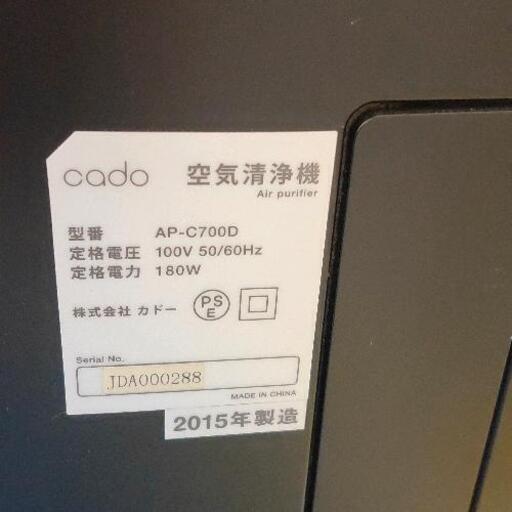 cado 空気清浄機
Air purifier
型番 AP-C700D
定格電圧 100V 50/60Hz
定格電力 180W
株式会社 カドー PSE
Serial No.
JDA000288
MADE IN CHINA
2015年製造